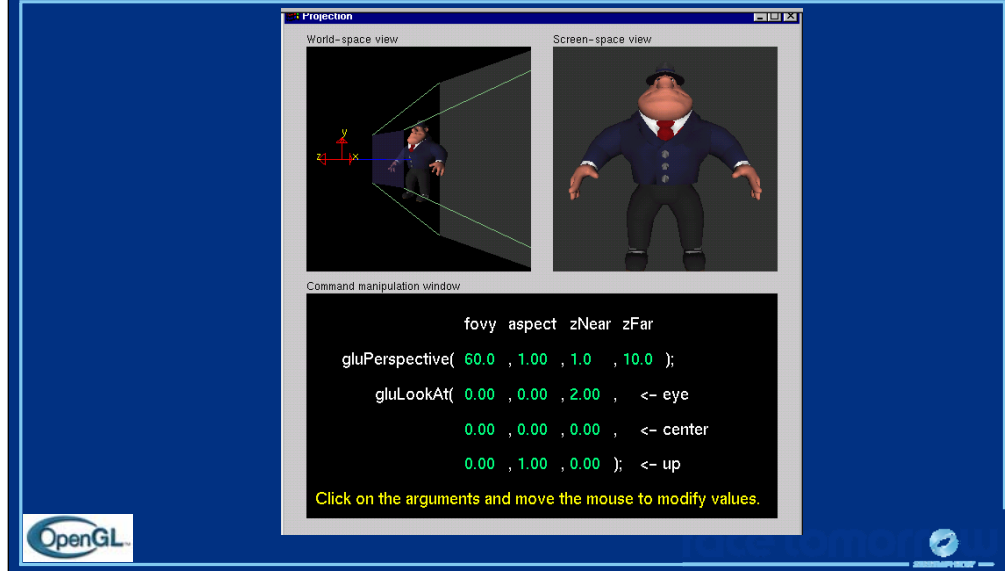 Projection
World-space view
Screen-space view
y
z
x
Command manipulation window
fovy aspect zNear zFar
gluPerspective( 60.0 , 1.00 , 1.0 , 10.0 );
gluLookAt( 0.00 , 0.00 , 2.00 , <- eye
0.00 , 0.00 , 0.00 , <- center
0.00 , 1.00 , 0.00 ); <- up
Click on the arguments and move the mouse to modify values.
OpenGL
face tomorrow